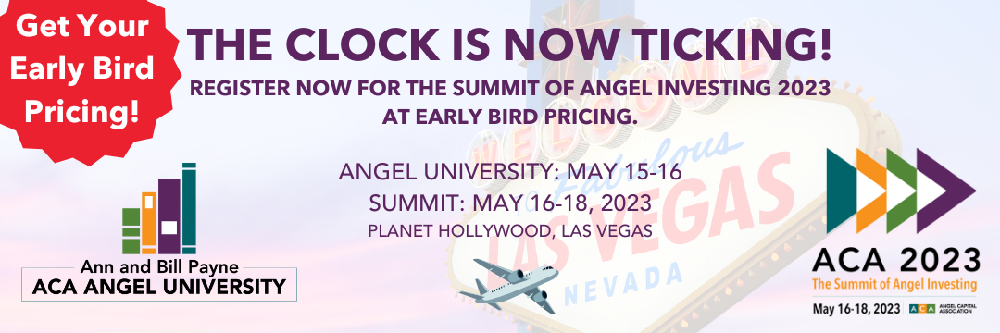 Get Your
Early Bird
Pricing!
THE CLOCK IS NOW TICKING!
REGISTER NOW FOR THE SUMMIT OF ANGEL INVESTING 2023
AT EARLY BIRD PRICING.
ANGEL UNIVERSITY: MAY 15-16
SUMMIT: MAY 16-18, 2023
PLANET HOLLYWOOD, LAS VEGAS
WELCOME
TO Fabulous
LAS VEGAS
NEVADA
Ann and Bill Payne
ACA ANGEL UNIVERSITY
ACA 2023
The Summit of Angel Investing
May 16-18, 2023
ACA ANGEL CAPITAL
ASSOCIATION